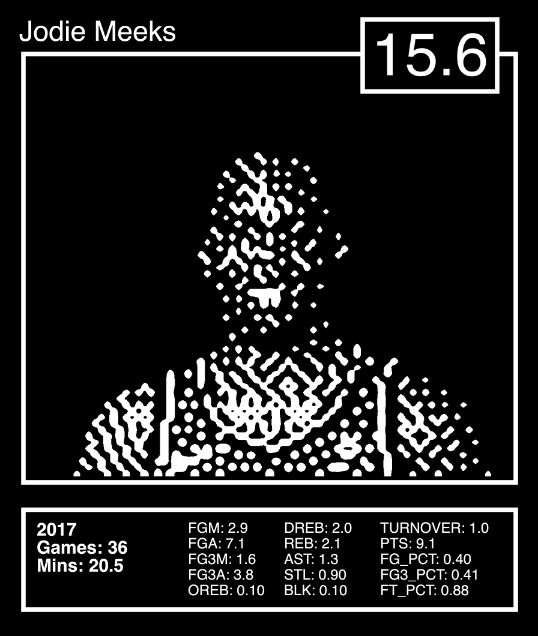 Jodie Meeks
15.6
2017
Games: 36
Mins: 20.5
FGM: 2.9
FGA: 7.1
FG3M: 1.6
FG3A: 3.8
OREB: 0.10
DREB: 2.0
REB: 2.1
AST: 1.3
STL: 0.90
BLK: 0.10
TURNOVER: 1.0
PTS: 9.1
FG_PCT: 0.40
FG3_PCT: 0.41
FT_PCT: 0.88